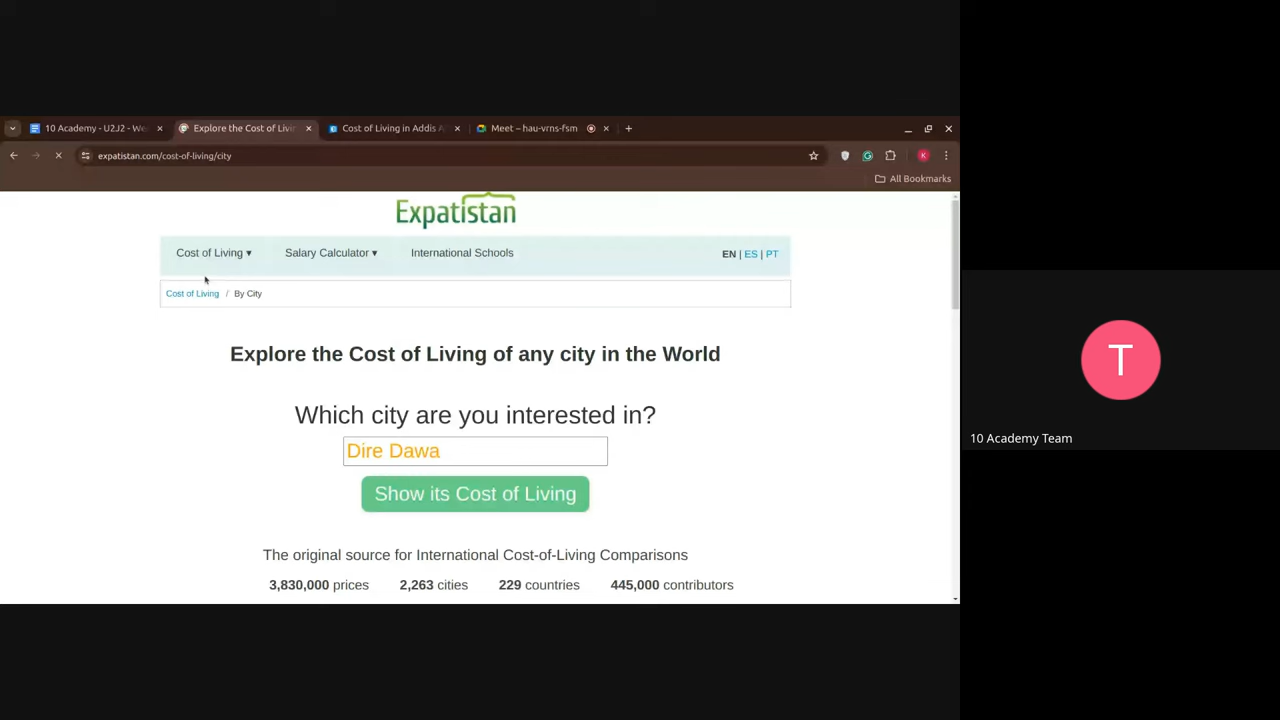 10 Academy - U2J2 - We
Explore the Cost of Livin
Cost of Living in Addis A
Meet – hau-vrns-fsm
expatistan.com/cost-of-living/city
K
All Bookmarks
Expatistan
Cost of Living ▾ Salary Calculator ▾ International Schools EN | ES | PT
Cost of Living / By City
Explore the Cost of Living of any city in the World
Which city are you interested in?
Dire Dawa
Show its Cost of Living
The original source for International Cost-of-Living Comparisons
3,830,000 prices 2,263 cities 229 countries 445,000 contributors
T
10 Academy Team